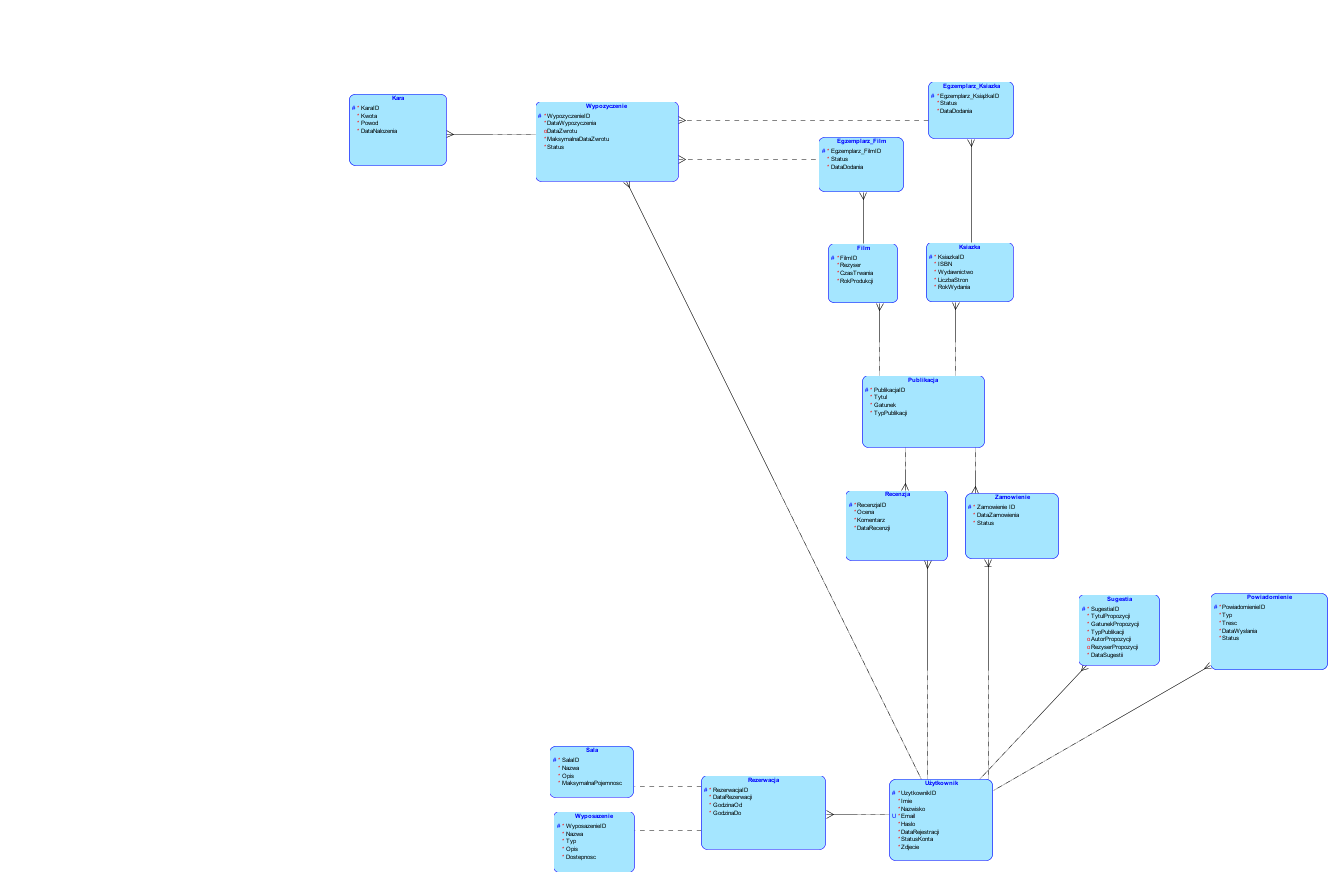 Kara
# * KaraID
* Kwota
* Powod
* DataNalozenia
Wypozyczenie
# * WypozyczenieID
* DataWypozyczenia
o DataZwrotu
* MaksymalnaDataZwrotu
* Status
Egzemplarz_Ksiazka
# * Egzemplarz_KsiążkaID
* Status
* DataDodania
Egzemplarz_Film
# * Egzemplarz_FilmID
* Status
* DataDodania
Film
# * FilmID
* Rezyser
* CzasTrwania
* RokProdukcji
Ksiazka
# * KsiazkaID
* ISBN
* Wydawnictwo
* LiczbaStron
* RokWydania
Publikacja
# * PublikacjaID
* Tytul
* Gatunek
* TypPublikacji
Recenzja
# * RecenzjaID
* Ocena
* Komentarz
* DataRecenzji
Zamowienie
# * Zamowienie ID
* DataZamowienia
* Status
Sugestia
# * SugestiaID
* TytulPropozycji
* GatunekPropozycji
* TypPublikacji
o AutorPropozycji
o RezyserPropozycji
* DataSugestii
Powiadomienie
# * PowiadomienieID
* Typ
* Tresc
* DataWyslania
* Status
Sala
# * SalaID
* Nazwa
* Opis
* MaksymalnaPojemnosc
Wyposazenie
# * WyposazenieID
* Nazwa
* Typ
* Opis
* Dostepnosc
Rezerwacja
# * RezerwacjaID
* DataRezerwacji
* GodzinaOd
* GodzinaDo
Użytkownik
# * UzytkownikID
* Imie
* Nazwisko
U * Email
* Haslo
* DataRejestracji
* StatusKonta
* Zdjecie